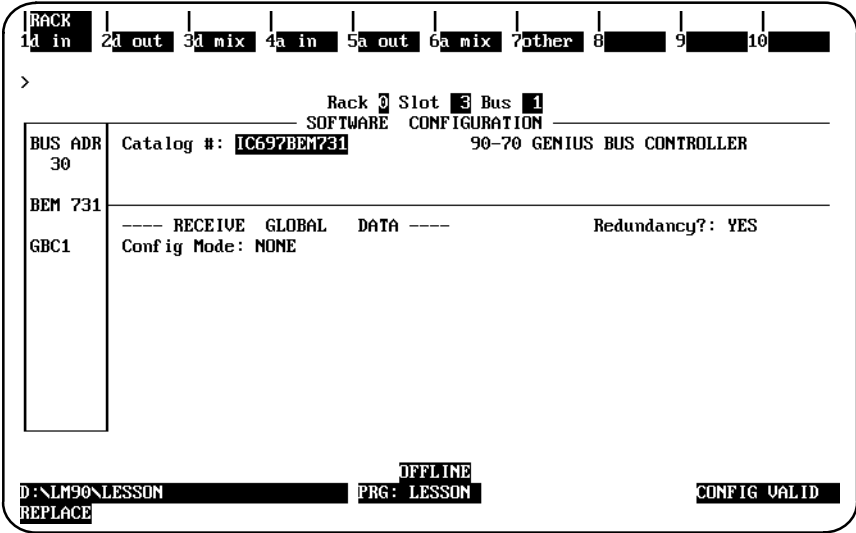 RACK
1d in 2d out 3d mix 4a in 5a out 6a mix 7other 8 9 10
>
Rack 0 Slot 3 Bus 1
SOFTWARE CONFIGURATION
BUS ADR Catalog #: IC697BEM731 90-70 GENIUS BUS CONTROLLER
30
BEM 731
---- RECEIVE GLOBAL DATA ---- Redundancy?: YES
GBC1 Config Mode: NONE
OFFLINE
D:\LM90\LESSON PRG: LESSON CONFIG VALID
REPLACE